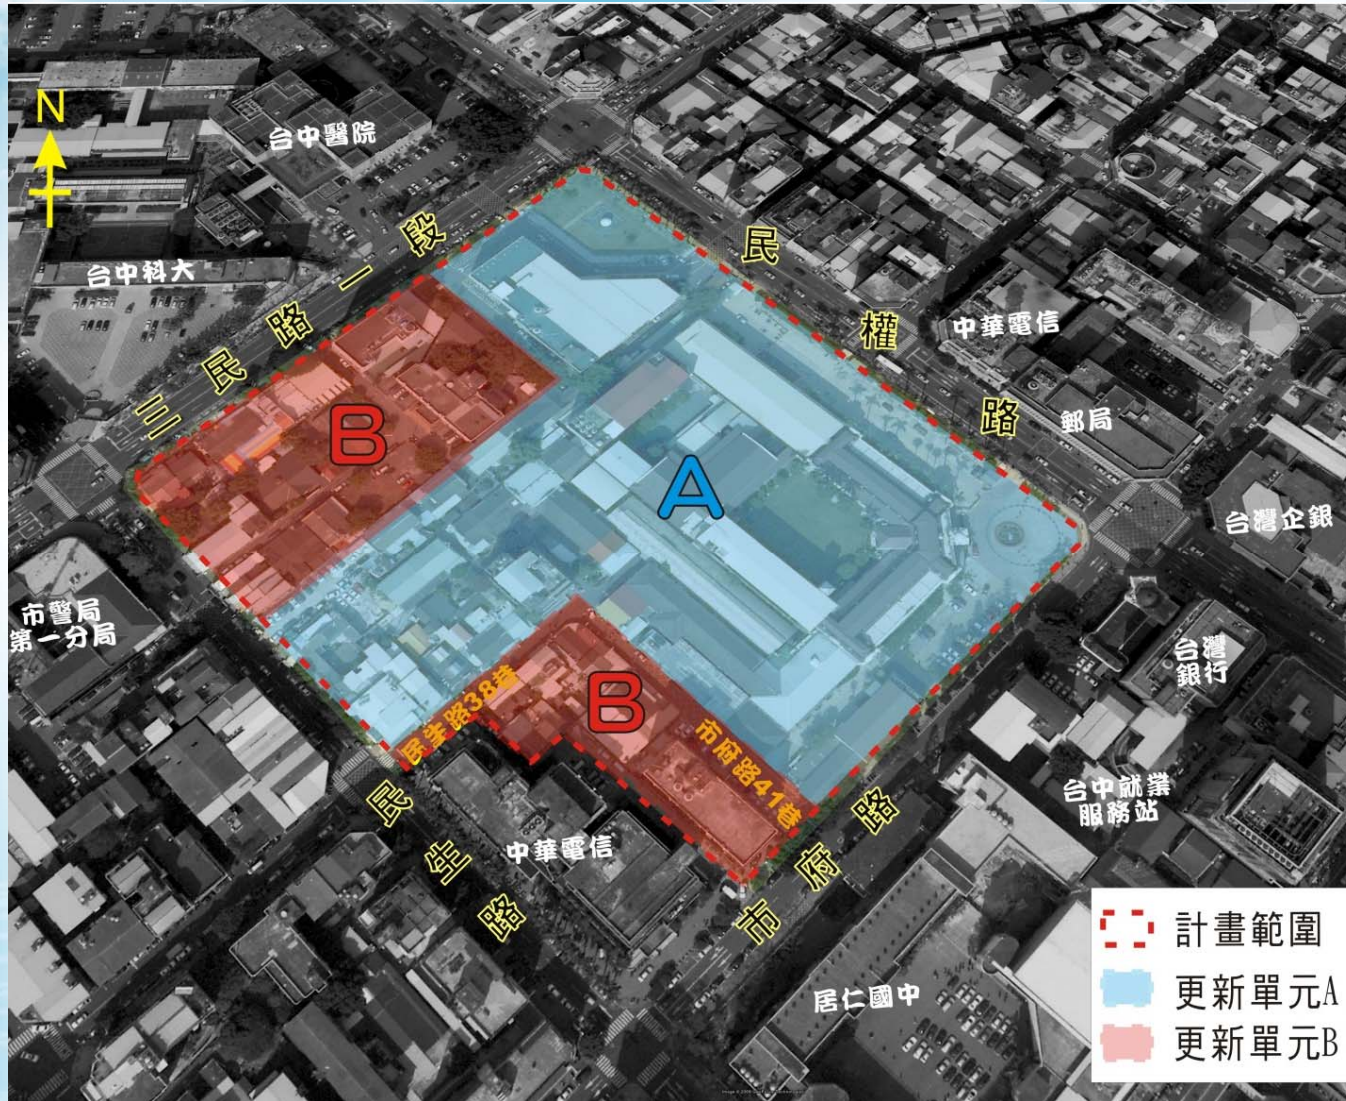 N
台中醫院
台中科大
三民路一段
民權路
中華電信
郵局
台灣企銀
B
A
市警局
第一分局
台灣
銀行
B
民生路38巷
市府路41巷
台中就業
服務站
民生路
中華電信
市府路
居仁國中
計畫範圍
更新單元A
更新單元B